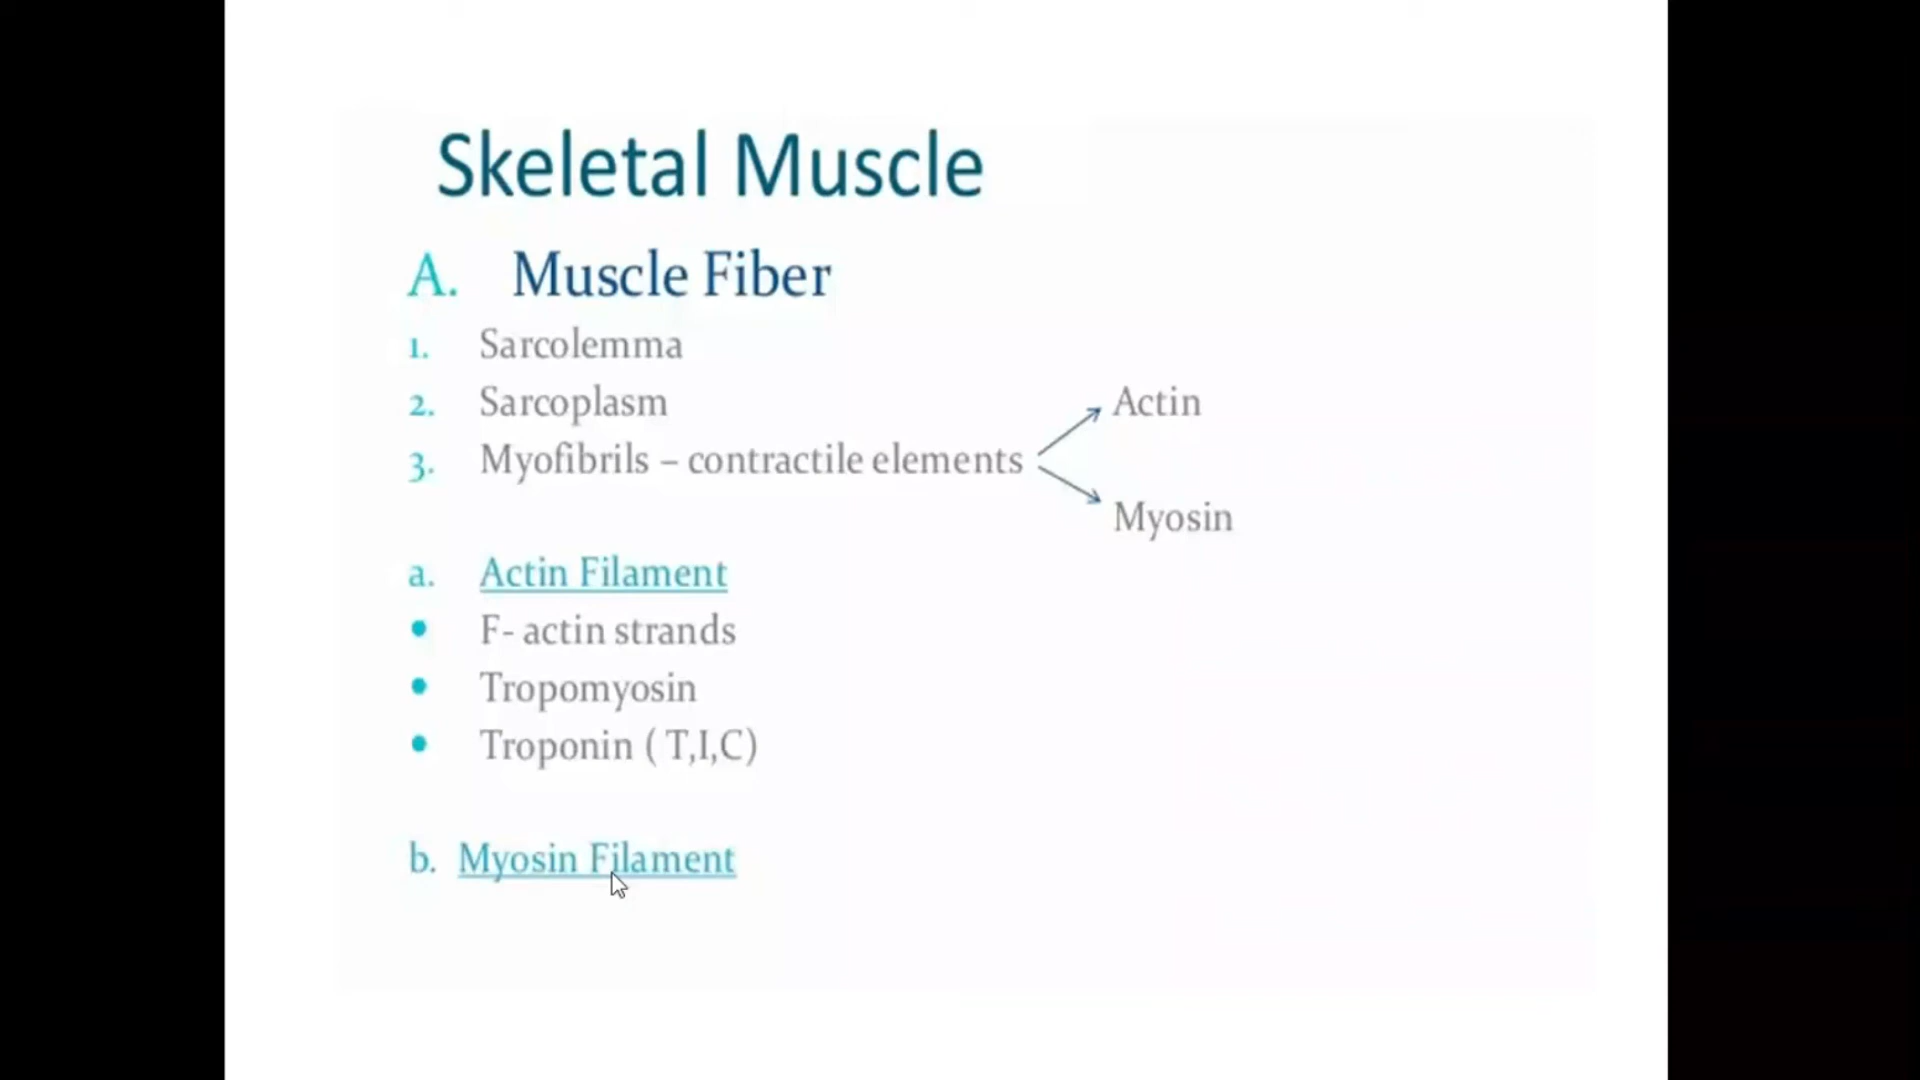 Skeletal Muscle
A. Muscle Fiber
1. Sarcolemma
2. Sarcoplasm
Actin
3. Myofibrils – contractile elements
Myosin
a. Actin Filament
• F- actin strands
• Tropomyosin
• Troponin ( T,I,C)
b. Myosin Filament